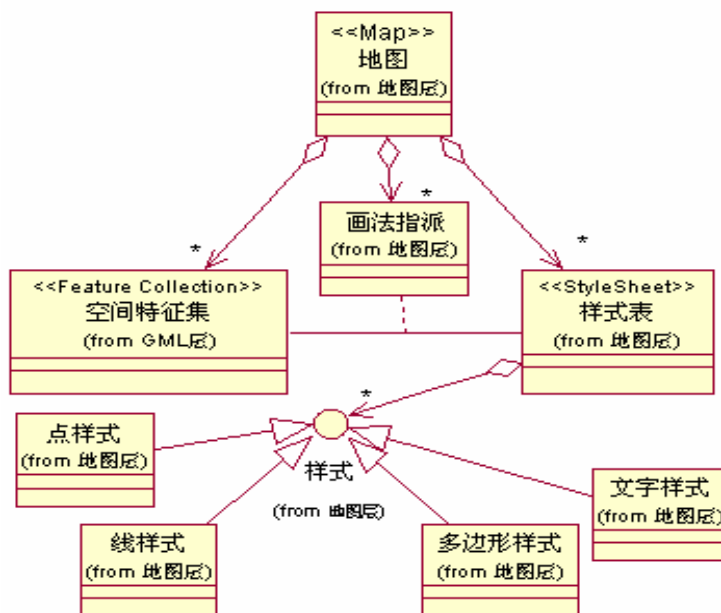 <<Map>>
地图
(from 地图层)
*
画法指派
(from 地图层)
*
*
<<Feature Collection>>
空间特征集
(from GML层)
<<StyleSheet>>
样式表
(from 地图层)
*
点样式
(from 地图层)
样式
(from 地图层)
文字样式
(from 地图层)
线样式
(from 地图层)
多边形样式
(from 地图层)